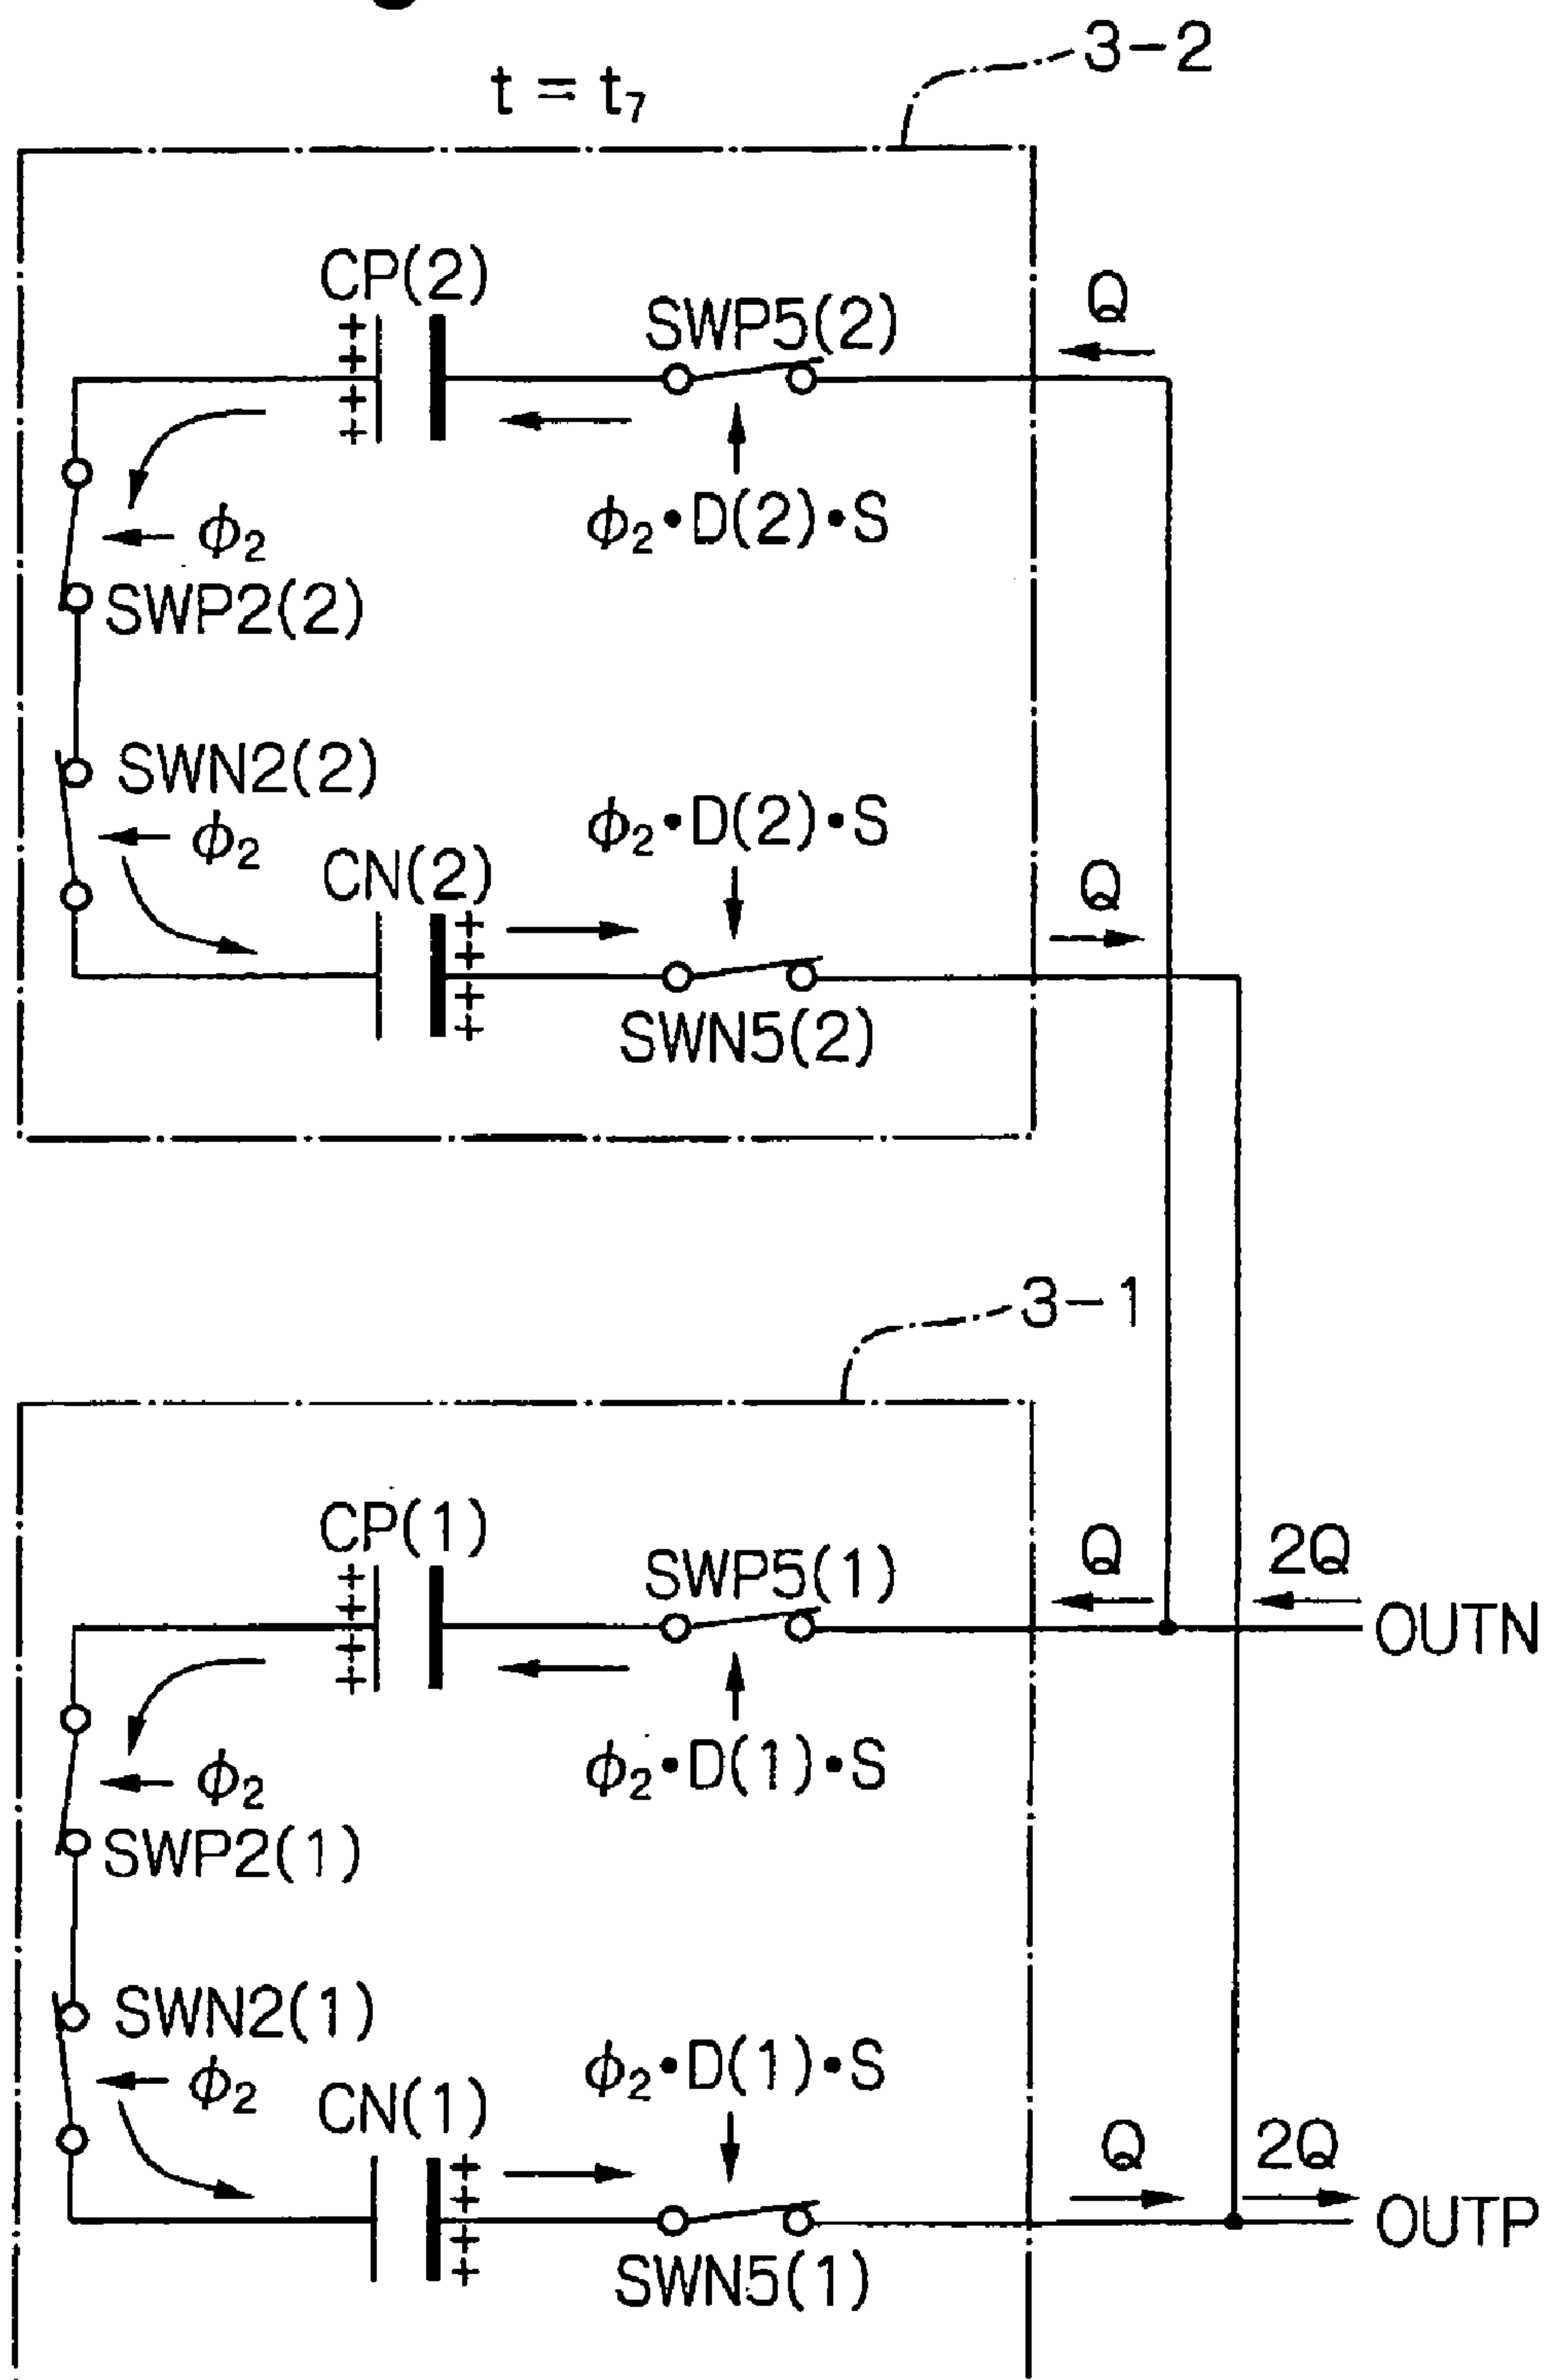 3-2
t = t₇
CP(2)
Q
SWP5(2)
++++
ϕ₂•D(2)•S
ϕ₂
SWP2(2)
SWN2(2)
ϕ₂•D(2)•S
ϕ₂
CN(2)
Q
++++
SWN5(2)
3-1
CP(1)
Q
2Q
SWP5(1)
++++
OUTN
ϕ₂•D(1)•S
ϕ₂
SWP2(1)
SWN2(1)
ϕ₂•D(1)•S
ϕ₂
CN(1)
Q
2Q
++++
OUTP
SWN5(1)